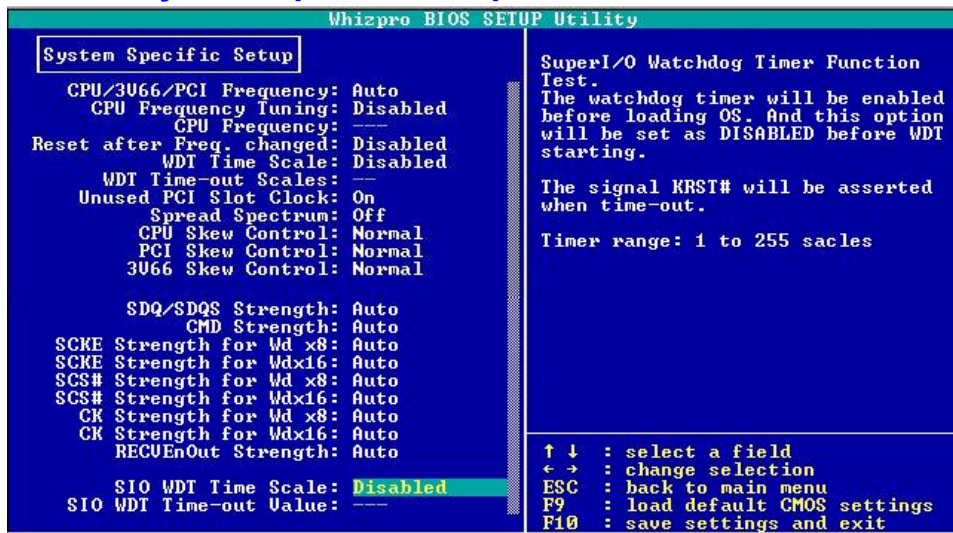 Whizpro BIOS SETUP Utility
System Specific Setup
CPU/3V66/PCI Frequency: Auto
CPU Frequency Tuning: Disabled
CPU Frequency: ---
Reset after Freq. changed: Disabled
WDT Time Scale: Disabled
WDT Time-out Scales: --
Unused PCI Slot Clock: On
Spread Spectrum: Off
CPU Skew Control: Normal
PCI Skew Control: Normal
3V66 Skew Control: Normal
SDQ/SDQS Strength: Auto
CMD Strength: Auto
SCKE Strength for Wd x8: Auto
SCKE Strength for Wdx16: Auto
SCS# Strength for Wd x8: Auto
SCS# Strength for Wdx16: Auto
CK Strength for Wd x8: Auto
CK Strength for Wdx16: Auto
RECVEnOut Strength: Auto
SIO WDT Time Scale: Disabled
SIO WDT Time-out Value: ---
SuperI/O Watchdog Timer Function
Test.
The watchdog timer will be enabled
before loading OS. And this option
will be set as DISABLED before WDT
starting.
The signal KRST# will be asserted
when time-out.
Timer range: 1 to 255 sacles
↑ ↓ : select a field
← → : change selection
ESC : back to main menu
F9 : load default CMOS settings
F10 : save settings and exit